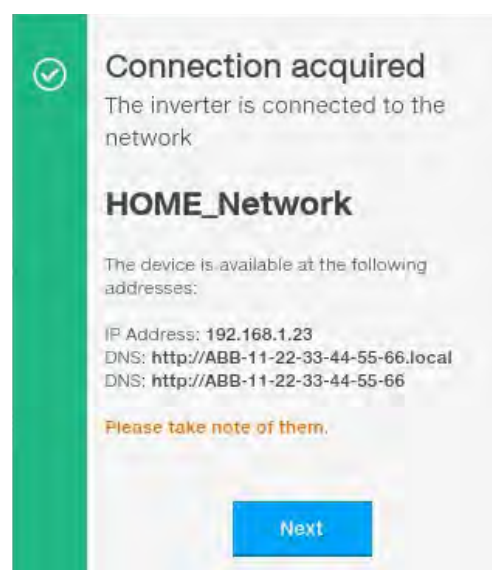 Connection acquired
The inverter is connected to the
network
HOME_Network
The device is available at the following
addresses:
IP Address: 192.168.1.23
DNS: http://ABB-11-22-33-44-55-66.local
DNS: http://ABB-11-22-33-44-55-66
Please take note of them.
Next